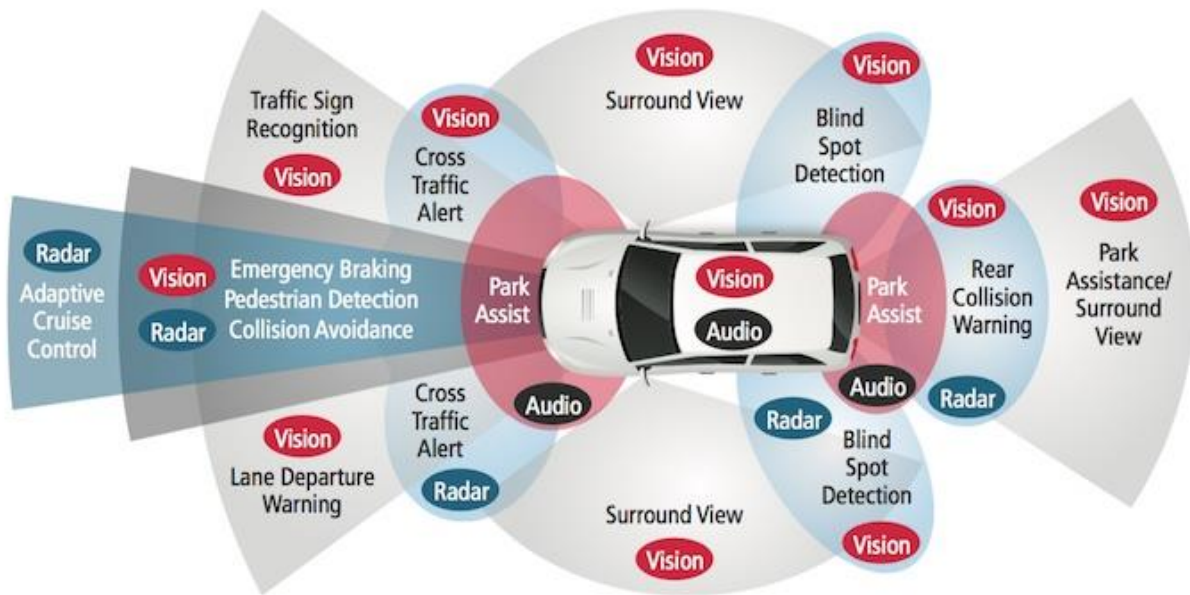 Vision
Surround View
Vision
Blind
Spot
Detection
Traffic Sign
Recognition
Vision
Vision
Cross
Traffic
Alert
Vision
Rear
Collision
Warning
Radar
Vision
Park
Assistance/
Surround
View
Radar
Adaptive
Cruise
Control
Vision
Radar
Emergency Braking
Pedestrian Detection
Collision Avoidance
Park
Assist
Audio
Vision
Audio
Park
Assist
Audio
Cross
Traffic
Alert
Radar
Vision
Lane Departure
Warning
Surround View
Vision
Radar
Blind
Spot
Detection
Vision